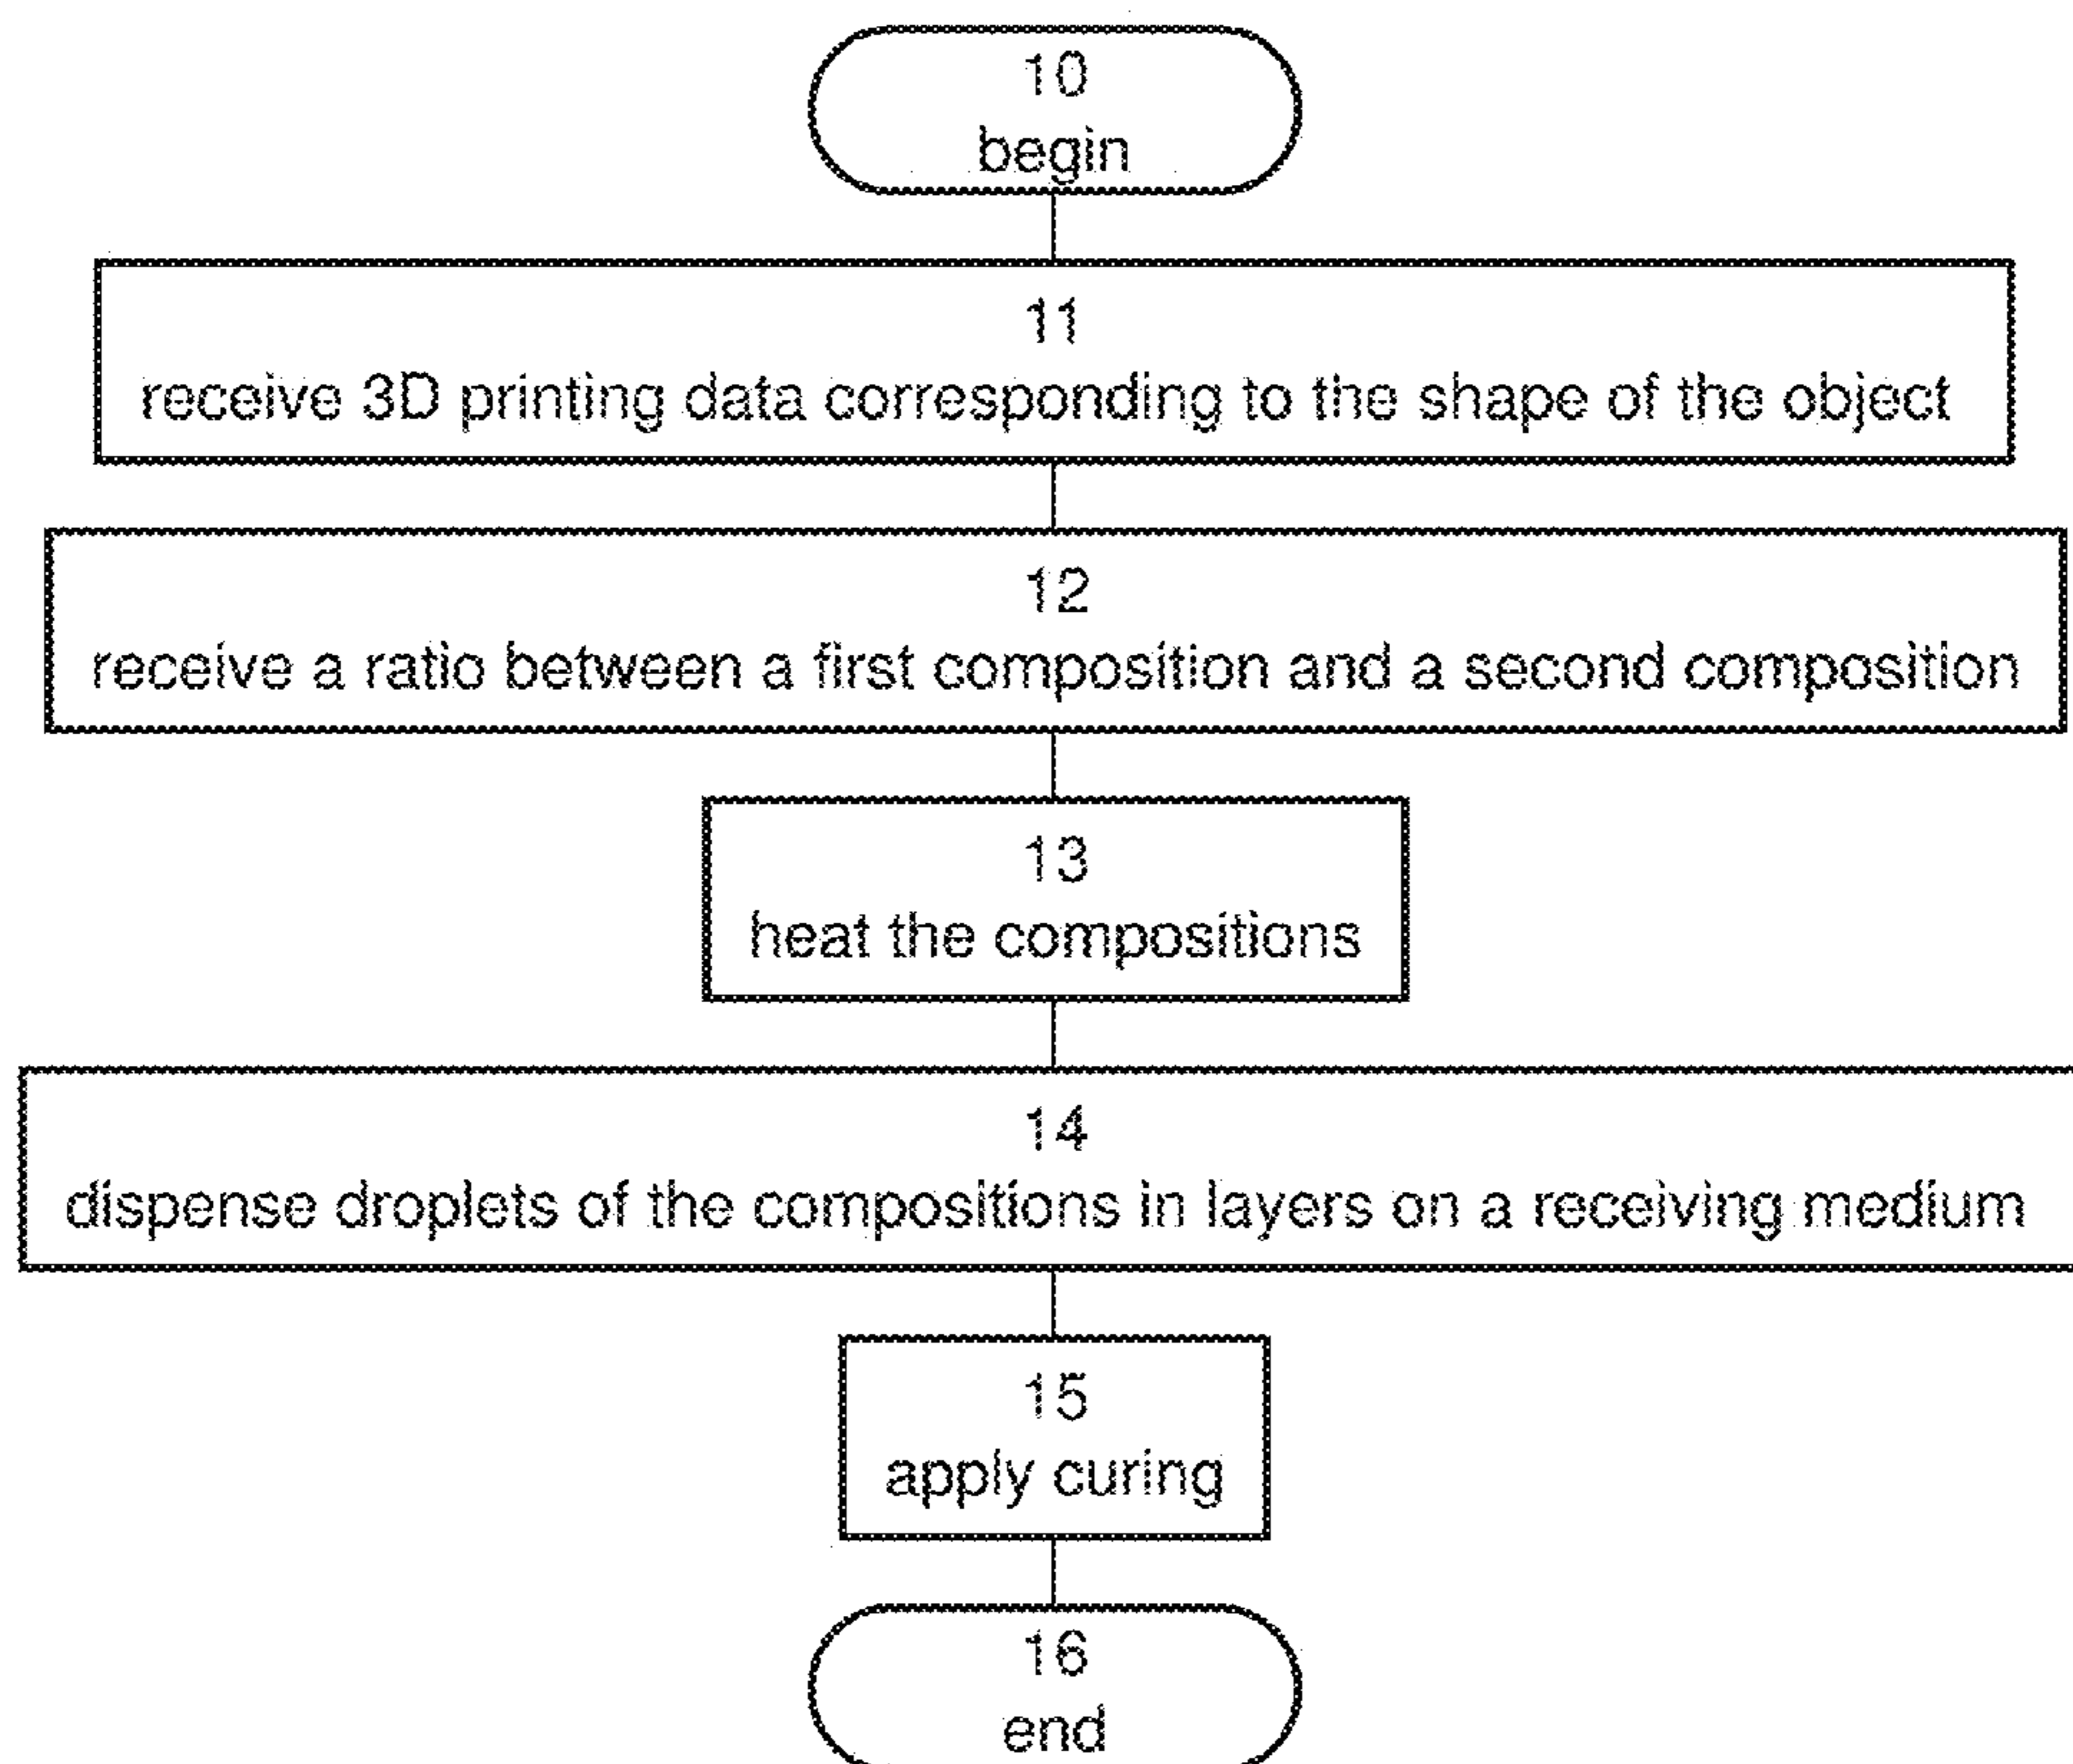 10
begin
11
receive 3D printing data corresponding to the shape of the object
12
receive a ratio between a first composition and a second composition
13
heat the compositions
14
dispense droplets of the compositions in layers on a receiving medium
15
apply curing
16
end